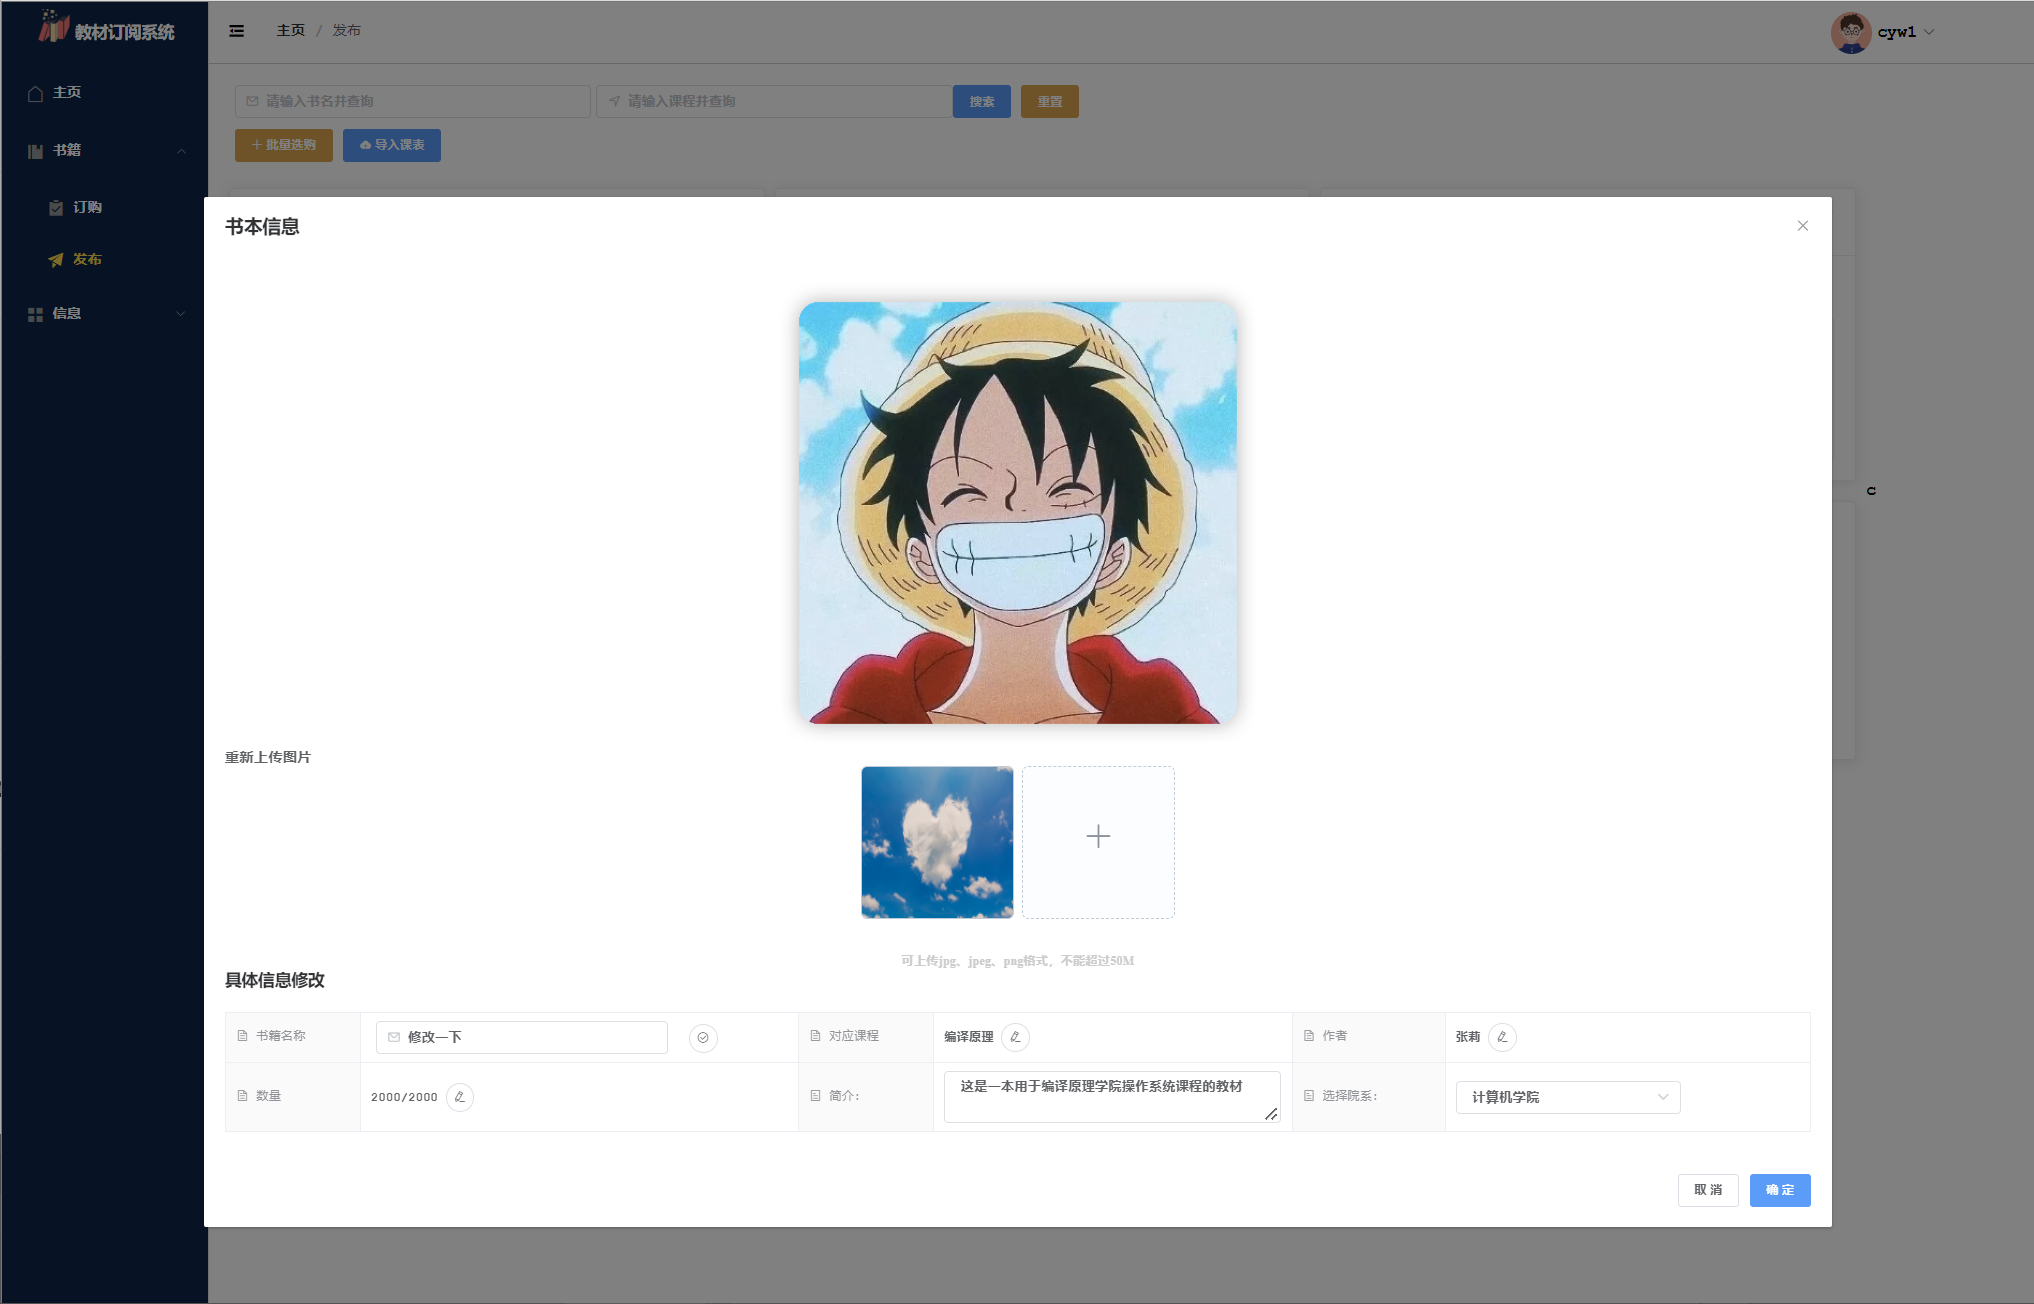 教材订阅系统
主页 / 发布
cyw1
主页
请输入书名并查询
请输入课程并查询
搜索
重置
书籍
批量选购
导入课表
订购
发布
信息
书本信息
c
重新上传图片
可上传jpg、jpeg、png格式，不能超过50M
具体信息修改
书籍名称
修改一下
对应课程
编译原理
作者
张莉
数量
2000/2000
简介：
这是一本用于编译原理学院操作系统课程的教材
选择院系：
计算机学院
取消
确定